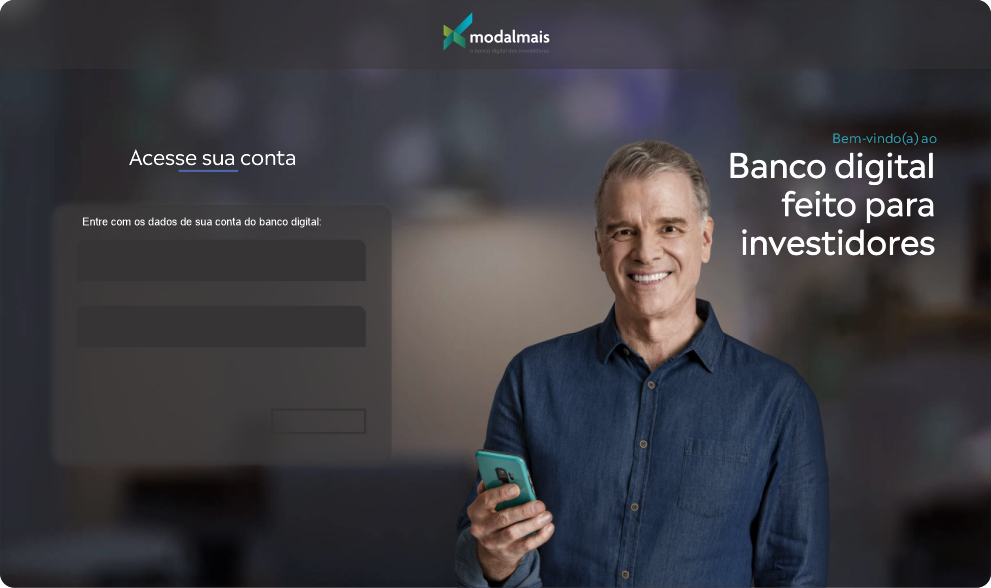 modalmais
o banco digital dos investidores
Acesse sua conta
Entre com os dados de sua conta do banco digital:
Bem-vindo(a) ao
Banco digital
feito para
investidores